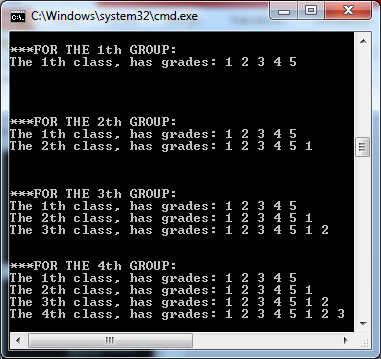 C:\Windows\system32\cmd.exe
***FOR THE 1th GROUP:
The 1th class, has grades: 1 2 3 4 5
***FOR THE 2th GROUP:
The 1th class, has grades: 1 2 3 4 5
The 2th class, has grades: 1 2 3 4 5 1
***FOR THE 3th GROUP:
The 1th class, has grades: 1 2 3 4 5
The 2th class, has grades: 1 2 3 4 5 1
The 3th class, has grades: 1 2 3 4 5 1 2
***FOR THE 4th GROUP:
The 1th class, has grades: 1 2 3 4 5
The 2th class, has grades: 1 2 3 4 5 1
The 3th class, has grades: 1 2 3 4 5 1 2
The 4th class, has grades: 1 2 3 4 5 1 2 3